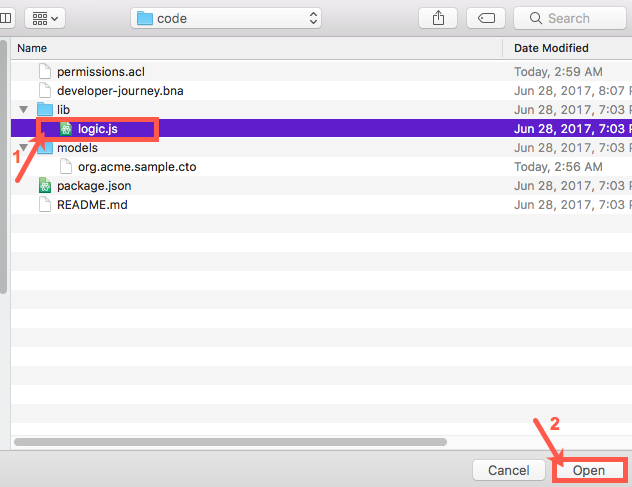 code
Search
Name Date Modified
permissions.acl Today, 2:59 AM
developer-journey.bna Jun 28, 2017, 8:07 P
lib Jun 28, 2017, 7:03 P
logic.js Jun 28, 2017, 7:03 P
1
models Jun 28, 2017, 7:03 P
org.acme.sample.cto Today, 2:56 AM
package.json Jun 28, 2017, 7:03 P
README.md Jun 28, 2017, 7:03 P
2
Cancel Open